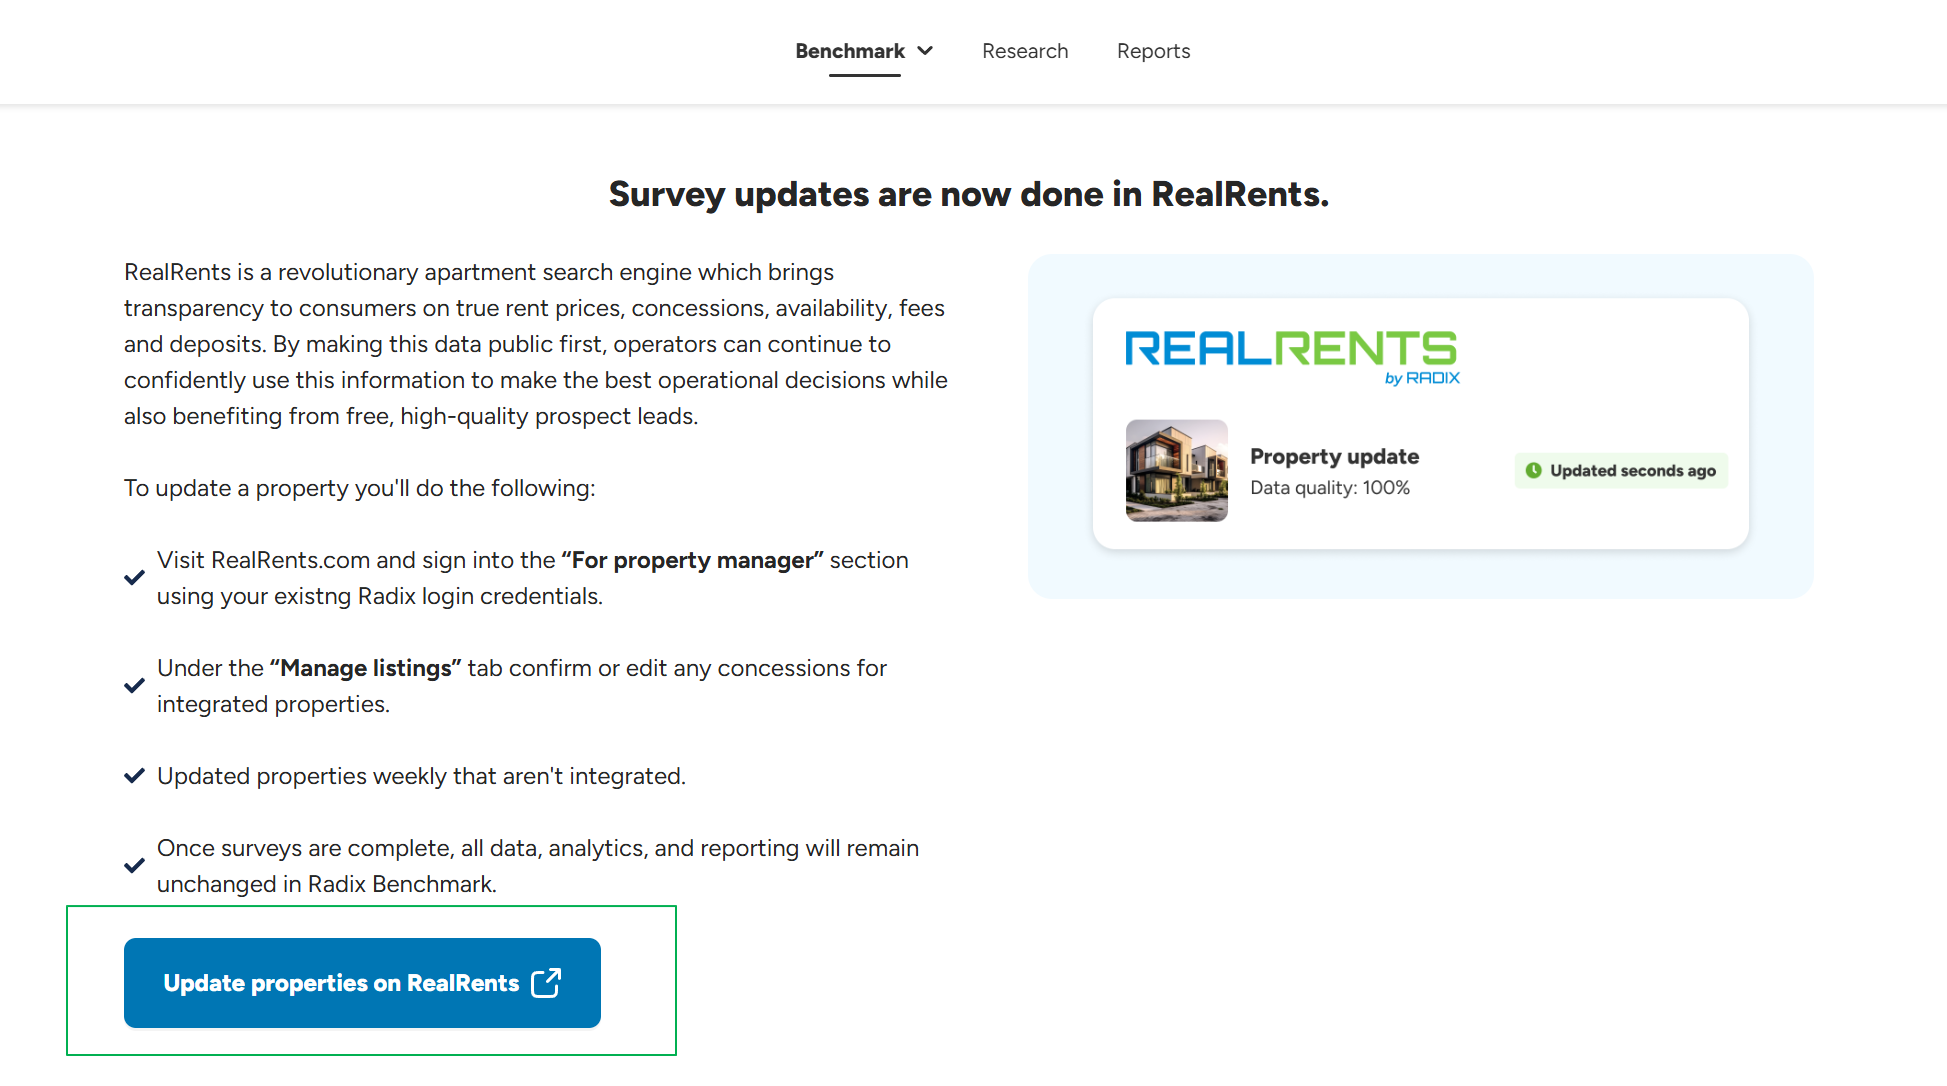 Benchmark
Research
Reports
Survey updates are now done in RealRents.
RealRents is a revolutionary apartment search engine which brings
transparency to consumers on true rent prices, concessions, availability, fees
and deposits. By making this data public first, operators can continue to
confidently use this information to make the best operational decisions while
also benefiting from free, high-quality prospect leads.
To update a property you'll do the following:
Visit RealRents.com and sign into the “For property manager” section
using your existng Radix login credentials.
Under the “Manage listings” tab confirm or edit any concessions for
integrated properties.
Updated properties weekly that aren't integrated.
Once surveys are complete, all data, analytics, and reporting will remain
unchanged in Radix Benchmark.
Update properties on RealRents
REALRENTS
by RADIX
Property update
Data quality: 100%
Updated seconds ago